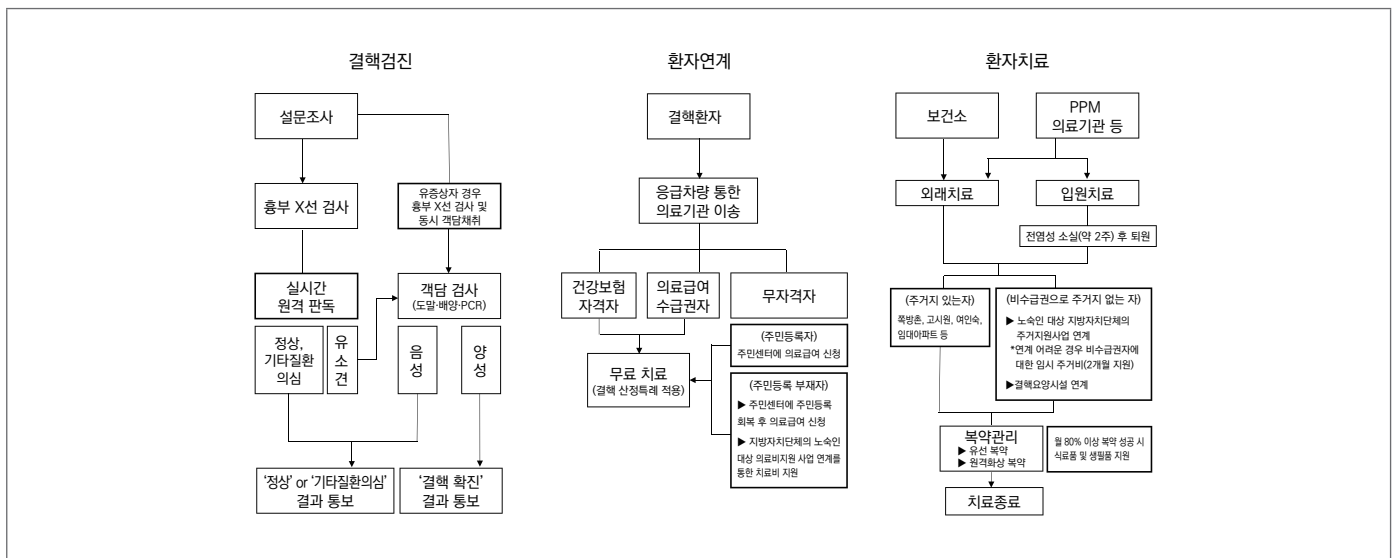 결핵검진
설문조사
흉부 X선 검사
유증상자 경우
흉부 X선 검사 및
동시 객담채취
실시간
원격 판독
객담 검사
(도말·배양·PCR)
정상,
기타질환
의심
유
소
견
음
성
양
성
‘정상’ or ‘기타질환의심’
결과 통보
‘결핵 확진’
결과 통보
환자연계
결핵환자
응급차량 통한
의료기관 이송
건강보험
자격자
의료급여
수급권자
무자격자
무료 치료
(결핵 산정특례 적용)
(주민등록자)
주민센터에 의료급여 신청
(주민등록 부재자)
▶ 주민센터에 주민등록
회복 후 의료급여 신청
▶ 지방자치단체의 노숙인
대상 의료비지원 사업 연계를
통한 치료비 지원
환자치료
보건소
PPM
의료기관 등
외래치료
입원치료
전염성 소실(약 2주) 후 퇴원
(주거지 있는자)
쪽방촌, 고시원, 여인숙,
임대아파트 등
(비수급권으로 주거지 없는 자)
▶ 노숙인 대상 지방자치단체의
주거지원사업 연계
*연계 어려운 경우 비수급권자에
대한 임시 주거비(2개월 지원)
▶결핵요양시설 연계
복약관리
▶ 유선 복약
▶ 원격화상 복약
월 80% 이상 복약 성공 시
식료품 및 생필품 지원
치료종료